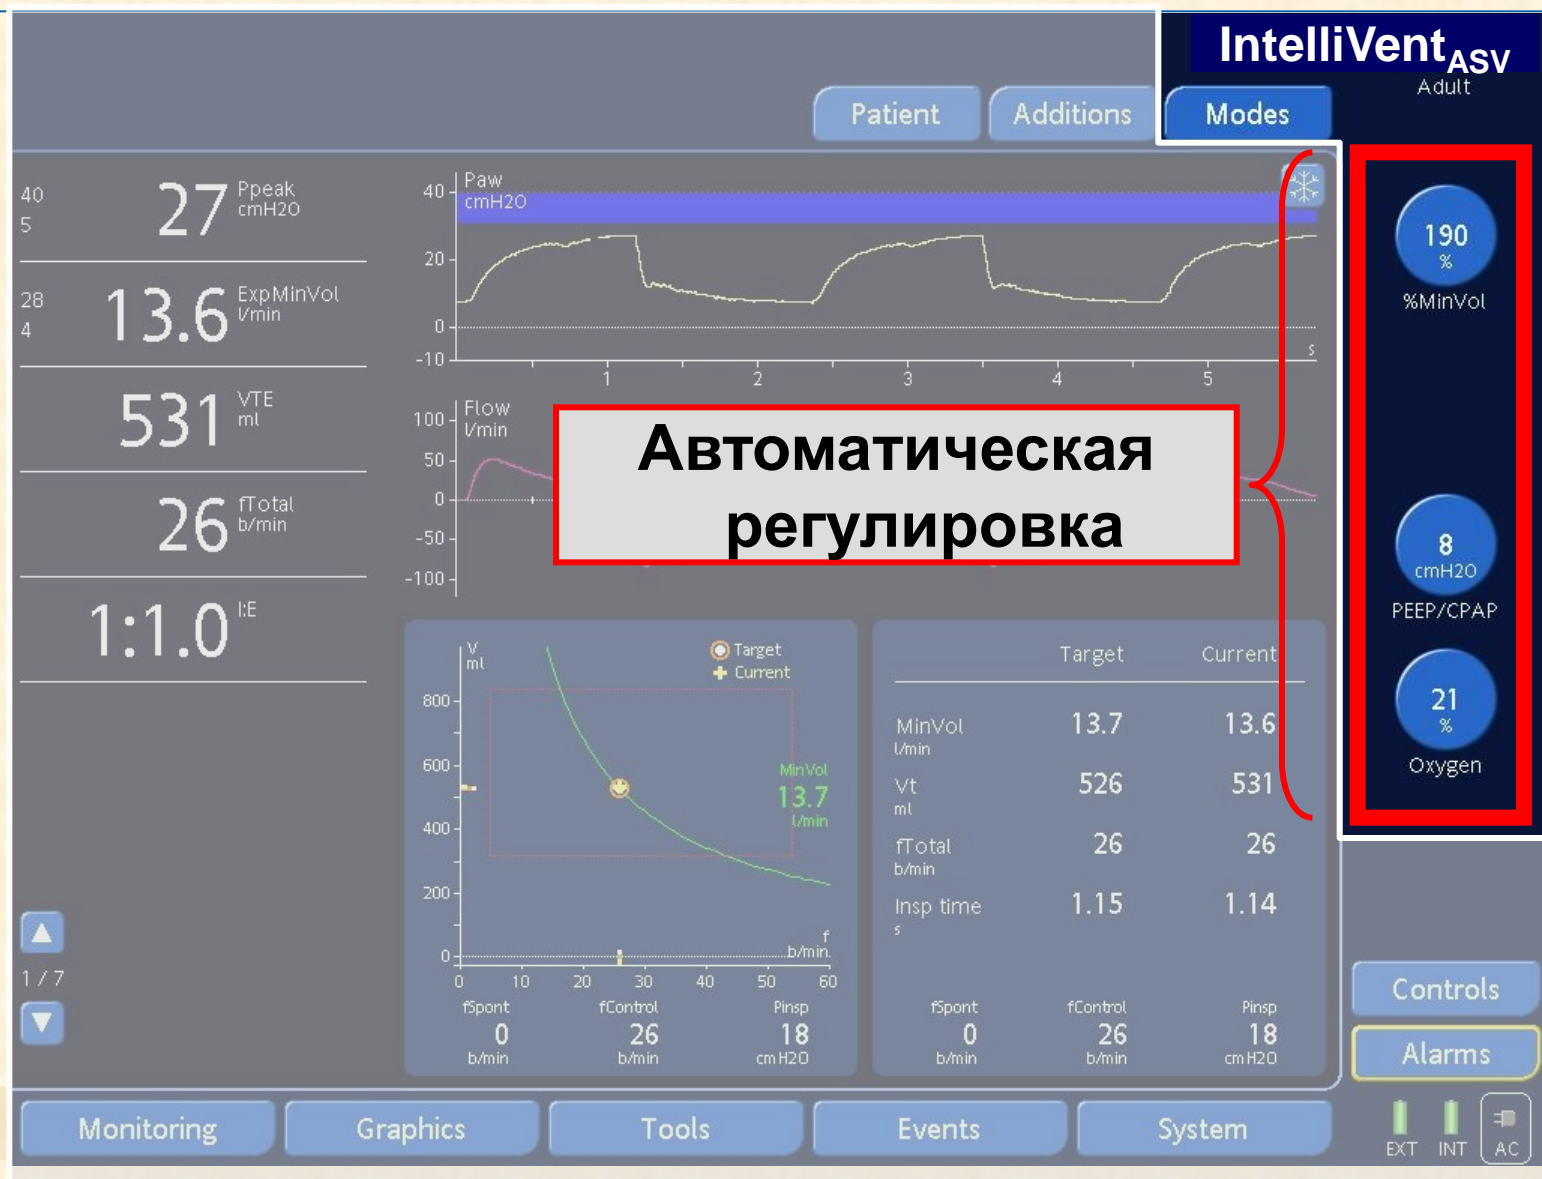 IntelliVent ASV
Adult
Patient
Additions
Modes
40
5
27
Ppeak
cmH2O
28
4
13.6
ExpMinVol
l/min
531
VTE
ml
26
fTotal
b/min
1:1.0
I:E
1 / 7
Paw
cmH2O
40
20
0
-10
1
2
3
4
5
s
Flow
l/min
100
50
0
-50
-100
Автоматическая
регулировка
V
ml
800
600
400
200
0
Target
Current
MinVol
13.7
l/min
f
b/min
0
10
20
30
40
50
60
fSpont
fControl
Pinsp
0
26
18
b/min
b/min
cmH2O
Target
Current
MinVol
13.7
13.6
l/min
Vt
526
531
ml
fTotal
26
26
b/min
Insp time
1.15
1.14
s
fSpont
fControl
Pinsp
0
26
18
b/min
b/min
cmH2O
190
%
%MinVol
8
cmH2O
PEEP/CPAP
21
%
Oxygen
Controls
Alarms
Monitoring
Graphics
Tools
Events
System
EXT
INT
AC